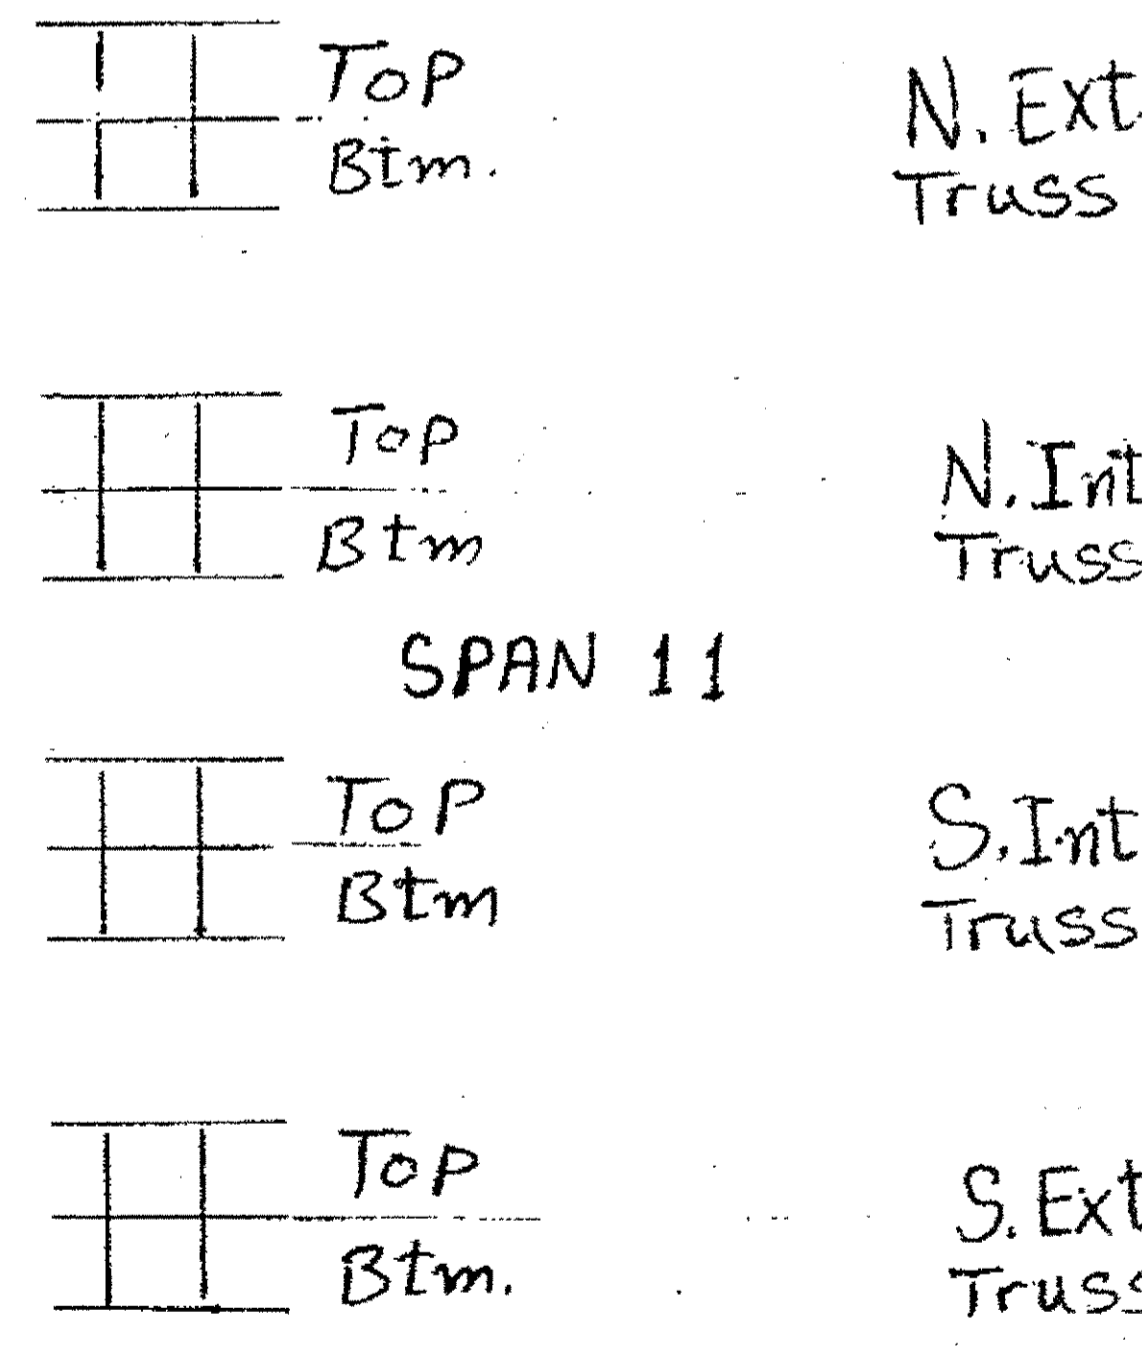 TOP
Btm.
N. Ext.
Truss
TOP
Btm
N. Int
Truss
SPAN 11
TOP
Btm
S. Int
Truss
TOP
Btm.
S. Ext
Truss